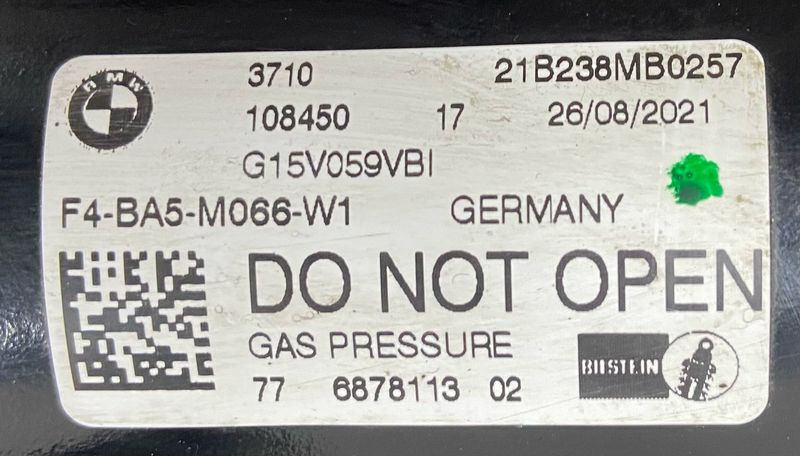 BMW
3710 21B238MB0257
108450 17 26/08/2021
G15V059VBI
F4-BA5-M066-W1 GERMANY
DO NOT OPEN
GAS PRESSURE
77 6878113 02
BILSTEIN